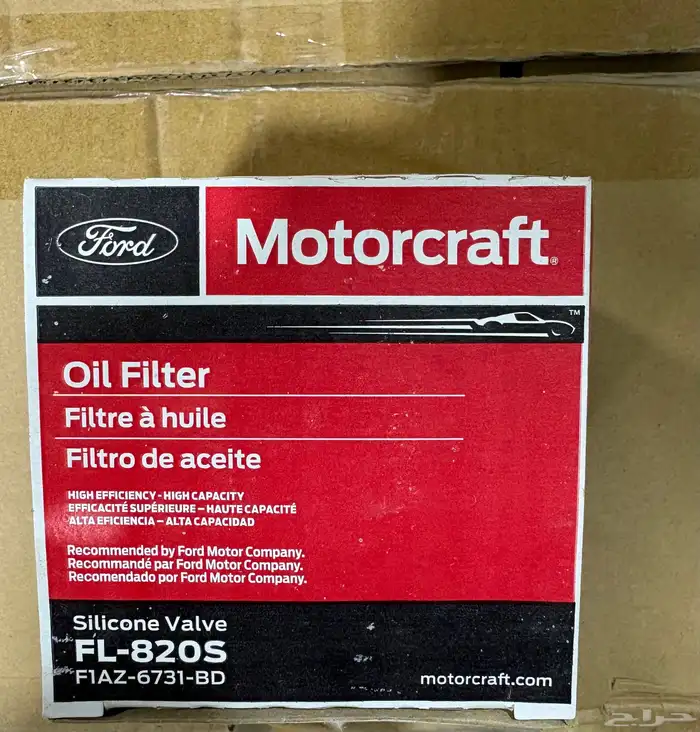 Ford
Motorcraft®
™
Oil Filter
Filtre à huile
Filtro de aceite
HIGH EFFICIENCY - HIGH CAPACITY
EFFICACITÉ SUPÉRIEURE – HAUTE CAPACITÉ
ALTA EFICIENCIA – ALTA CAPACIDAD
Recommended by Ford Motor Company.
Recommandé par Ford Motor Company.
Recomendado por Ford Motor Company.
Silicone Valve
FL-820S
F1AZ-6731-BD
motorcraft.com
حراج